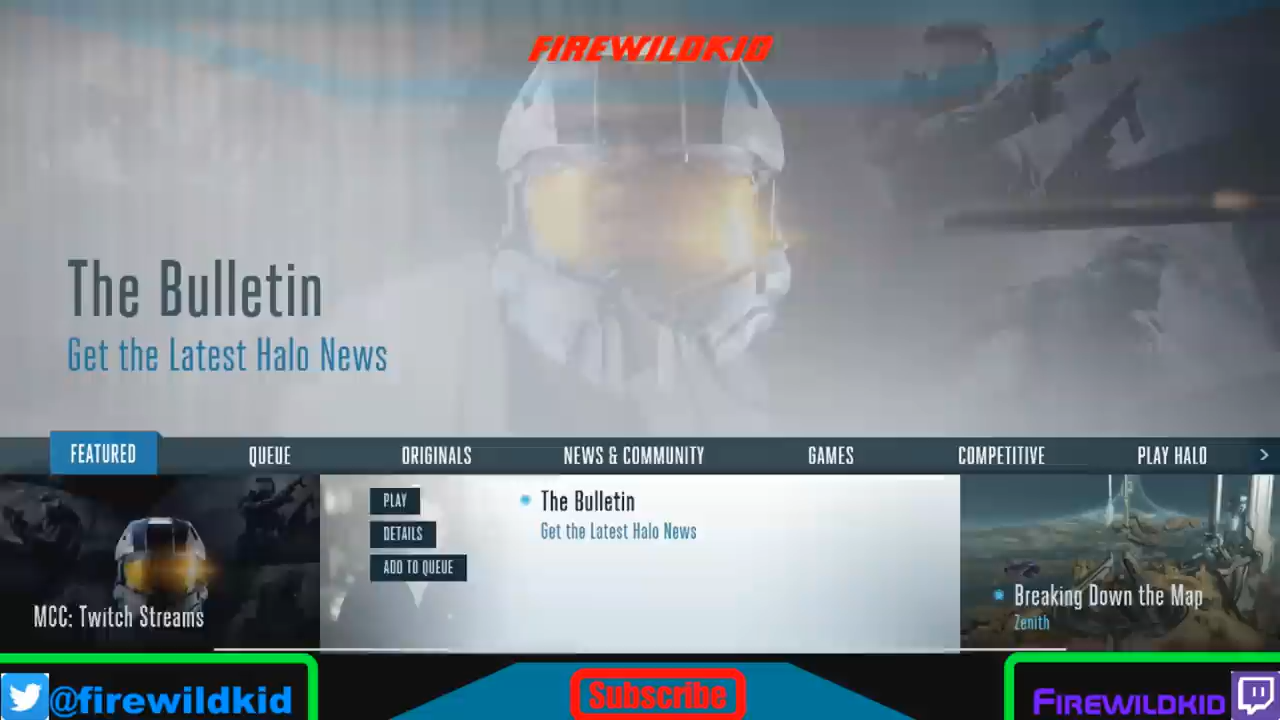 FIREWILDKID
The Bulletin
Get the Latest Halo News
FEATURED
QUEUE
ORIGINALS
NEWS & COMMUNITY
GAMES
COMPETITIVE
PLAY HALO
MCC: Twitch Streams
PLAY
DETAILS
ADD TO QUEUE
The Bulletin
Get the Latest Halo News
Breaking Down the Map
Zenith
@firewildkid
Subscribe
FIREWILDKID